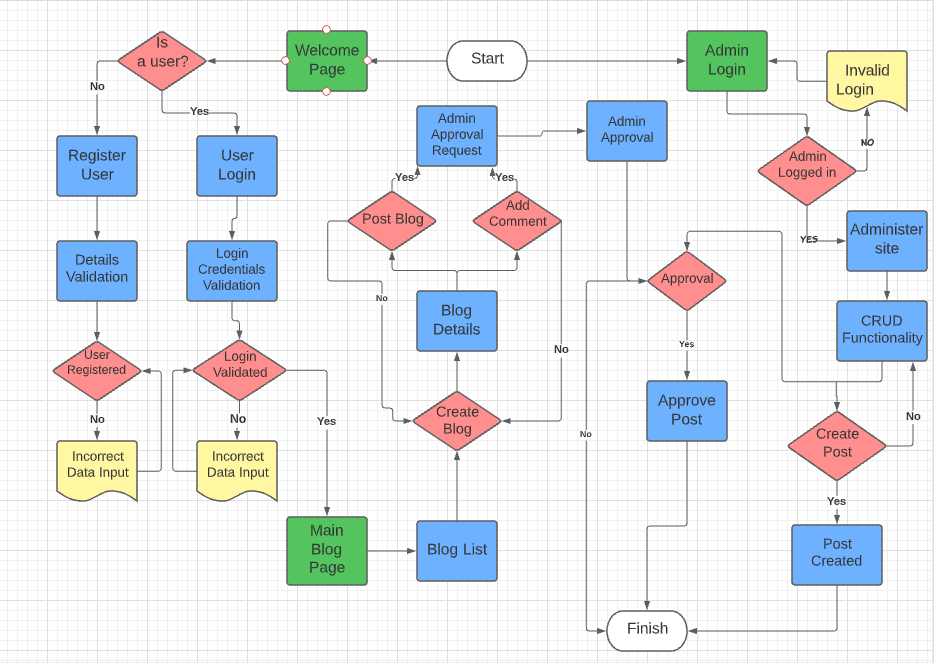 Is
a user?
Welcome
Page
Start
Admin
Login
Invalid
Login
No
Yes
Register
User
User
Login
Admin
Approval
Request
Admin
Approval
NO
Admin
Logged in
Yes
Yes
Post Blog
Add
Comment
YES
Administer
site
Details
Validation
Login
Credentials
Validation
Approval
No
Blog
Details
CRUD
Functionality
User
Registered
Login
Validated
No
Yes
No
No
Yes
Create
Blog
Approve
Post
No
Create
Post
No
Incorrect
Data Input
Incorrect
Data Input
Yes
Main
Blog
Page
Blog List
Post
Created
Finish